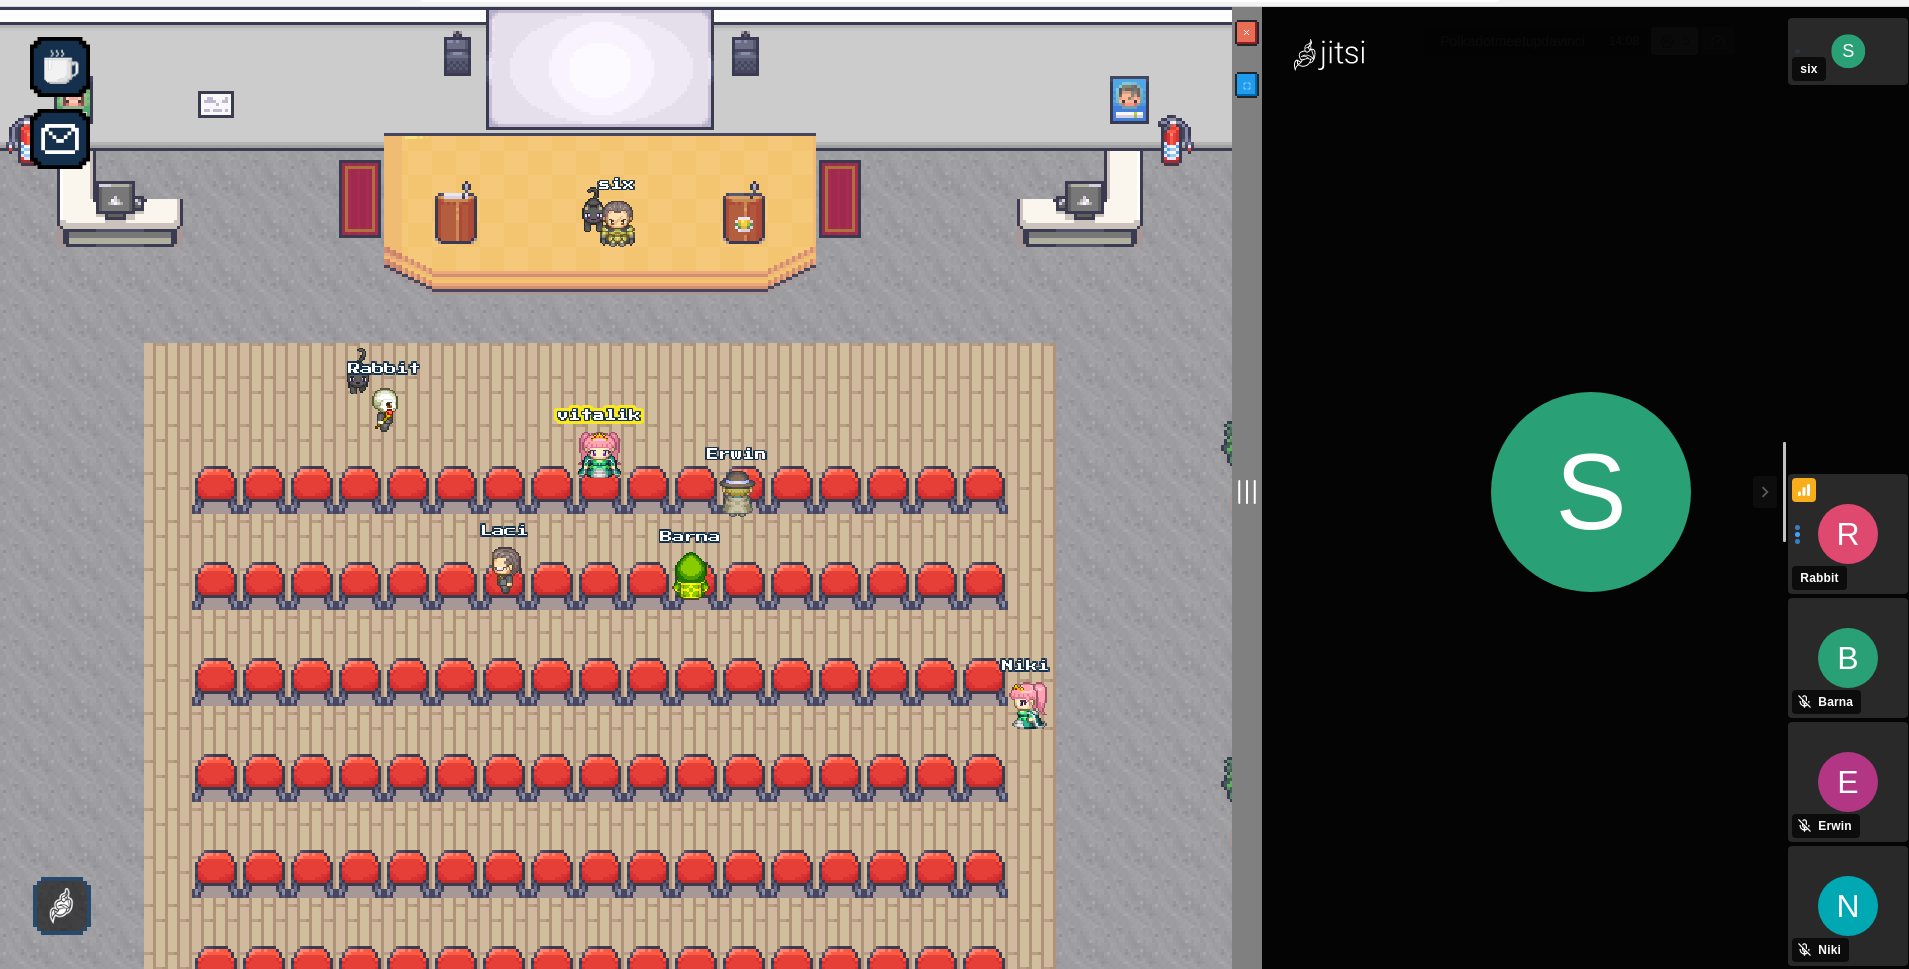 six
Rabbit
vitalik
Erwin
Laci
Barna
Niki
jitsi
S
S
six
R
Rabbit
B
Barna
E
Erwin
N
Niki